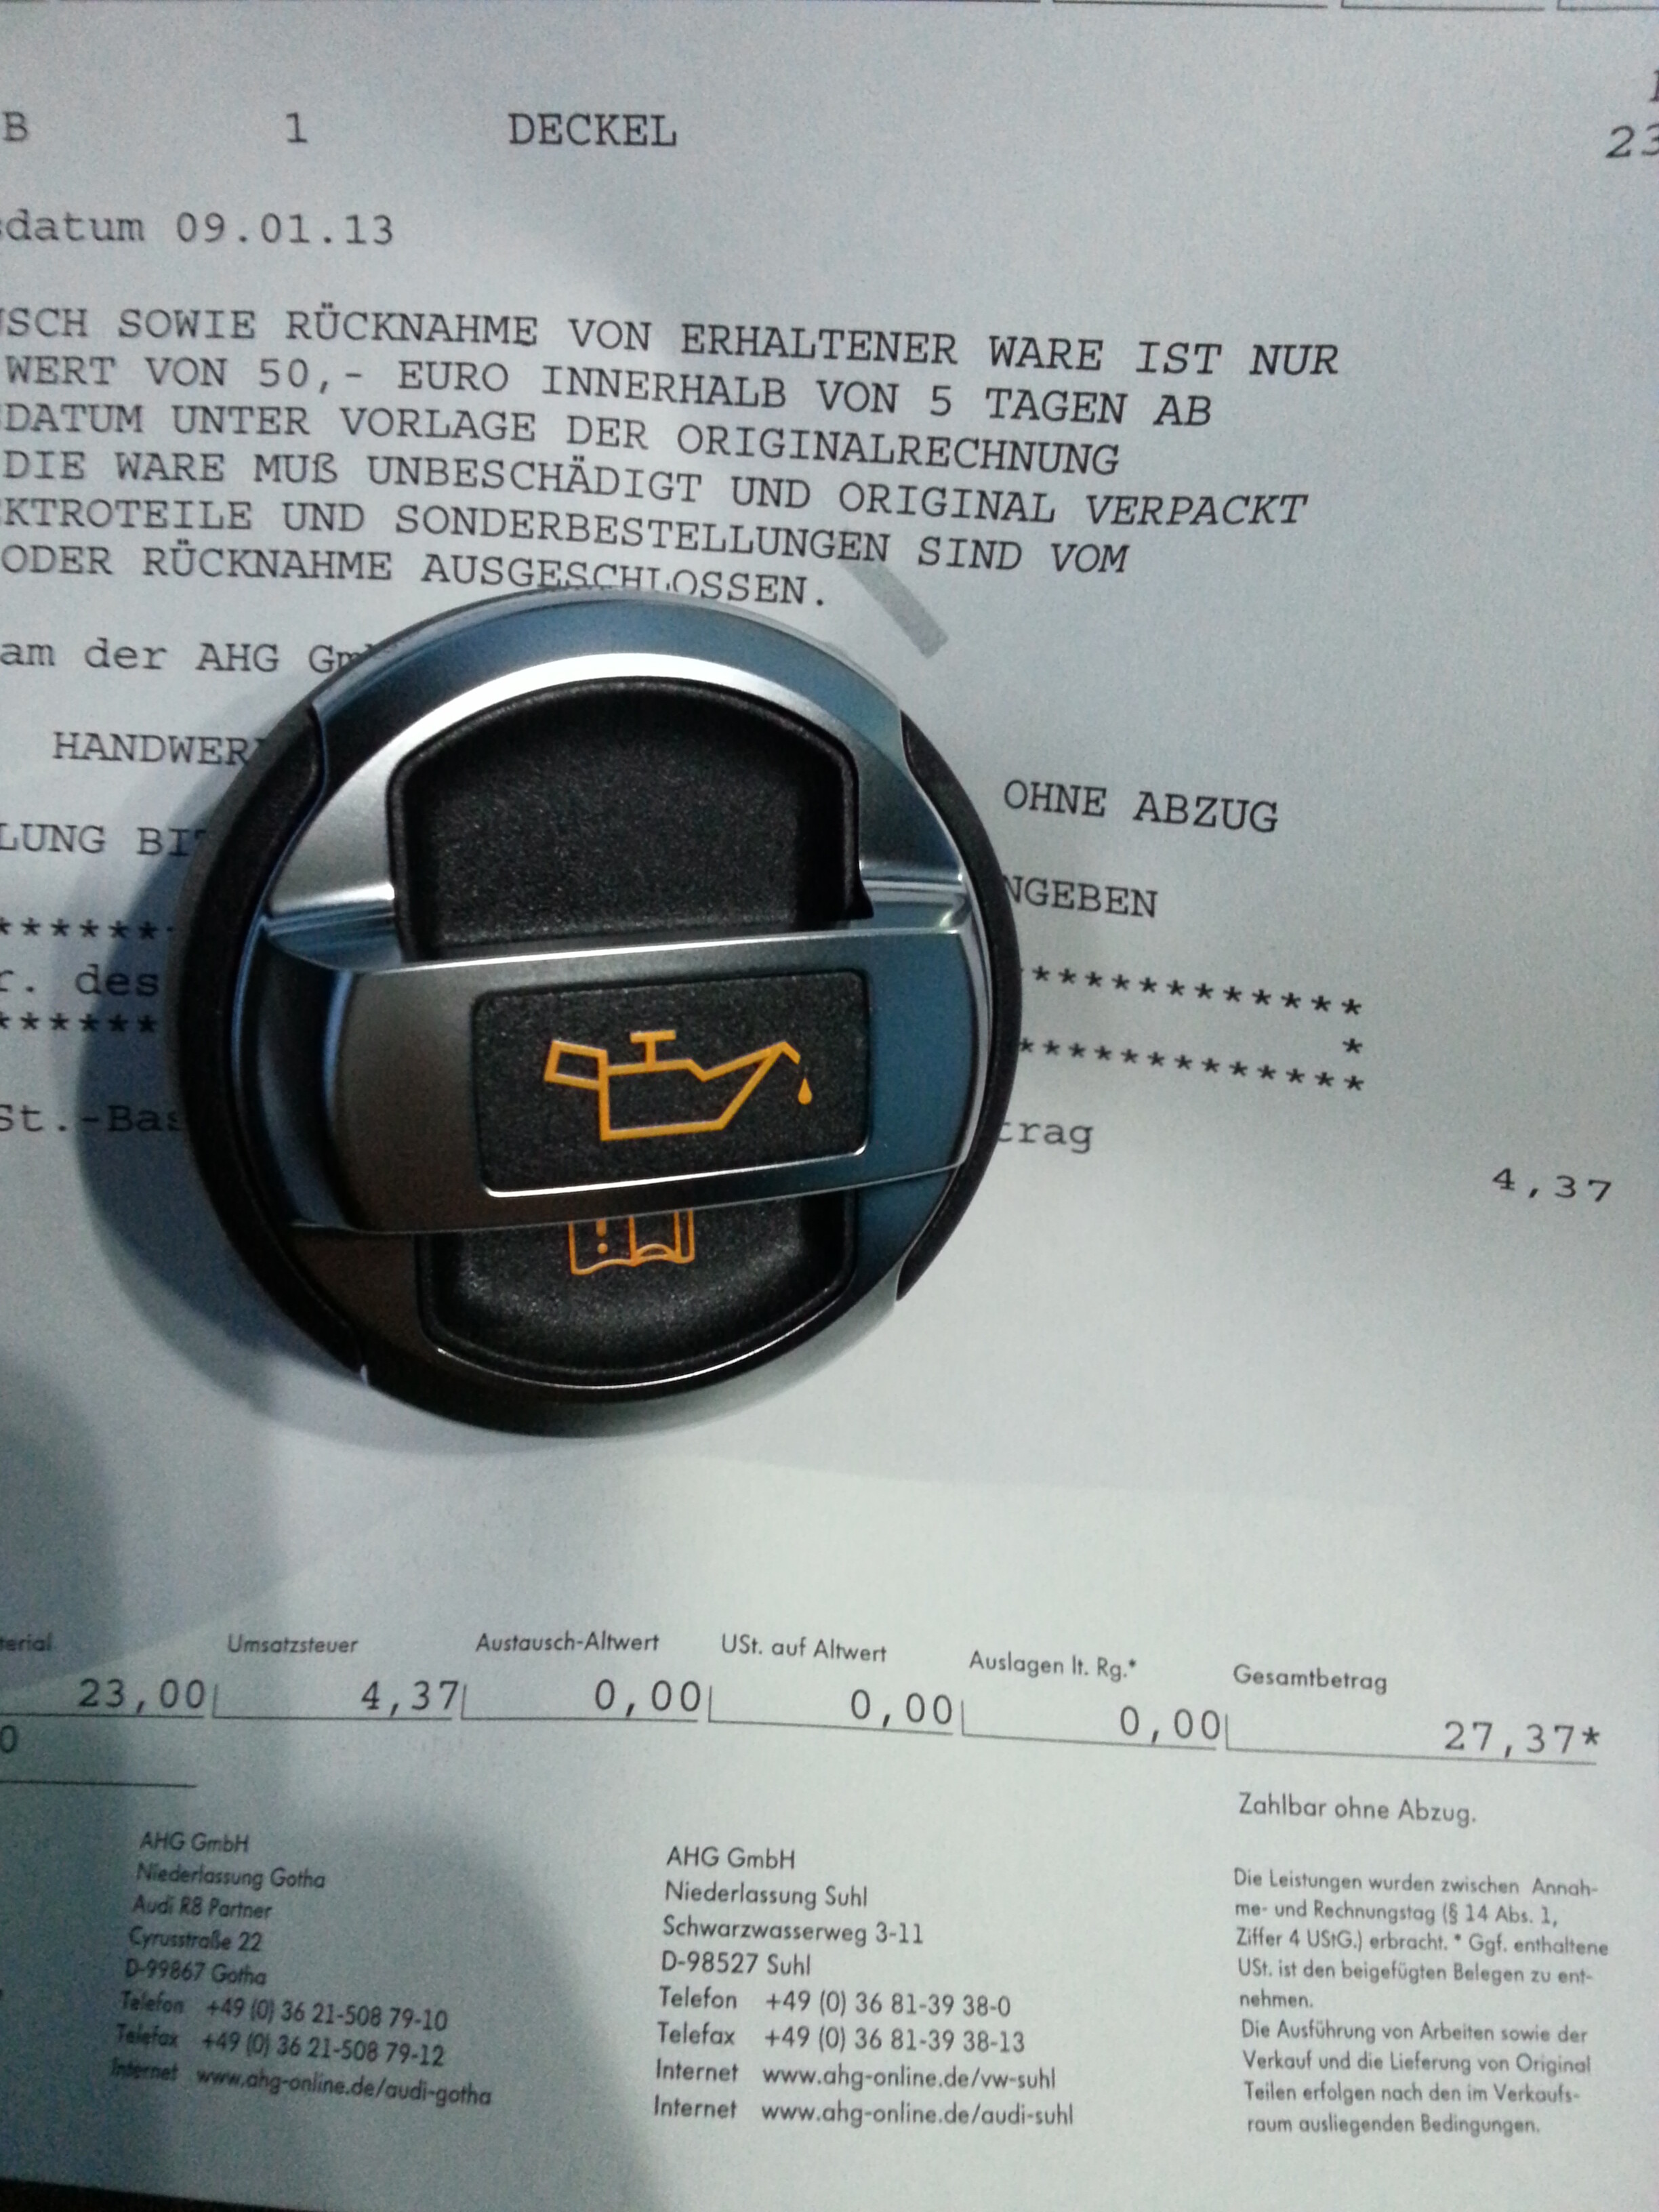 B 1 DECKEL 23
datum 09.01.13
USCH SOWIE RÜCKNAHME VON ERHALTENER WARE IST NUR
WERT VON 50,- EURO INNERHALB VON 5 TAGEN AB
DATUM UNTER VORLAGE DER ORIGINALRECHNUNG
DIE WARE MUß UNBESCHÄDIGT UND ORIGINAL VERPACKT
KTROTEILE UND SONDERBESTELLUNGEN SIND VOM
ODER RÜCKNAHME AUSGESCHLOSSEN.
am der AHG Gm
HANDWER OHNE ABZUG
LUNG BIT NGEBEN
****** ************
r. des *
****** *************
St.-Bas trag
4,37
erial Umsatzsteuer Austausch-Altwert USt. auf Altwert Auslagen lt. Rg.* Gesamtbetrag
23,00 4,37 0,00 0,00 0,00 27,37*
0
Zahlbar ohne Abzug.
AHG GmbH
Niederlassung Gotha
Audi R8 Partner
Cyrusstraße 22
D-99867 Gotha
Telefon +49 (0) 36 21-508 79-10
Telefax +49 (0) 36 21-508 79-12
Internet www.ahg-online.de/audi-gotha
AHG GmbH
Niederlassung Suhl
Schwarzwasserweg 3-11
D-98527 Suhl
Telefon +49 (0) 36 81-39 38-0
Telefax +49 (0) 36 81-39 38-13
Internet www.ahg-online.de/vw-suhl
Internet www.ahg-online.de/audi-suhl
Die Leistungen wurden zwischen Annah-
me- und Rechnungstag (§ 14 Abs. 1,
Ziffer 4 UStG.) erbracht. * Ggf. enthaltene
USt. ist den beigefügten Belegen zu ent-
nehmen.
Die Ausführung von Arbeiten sowie der
Verkauf und die Lieferung von Original
Teilen erfolgen nach den im Verkaufs-
raum ausliegenden Bedingungen.